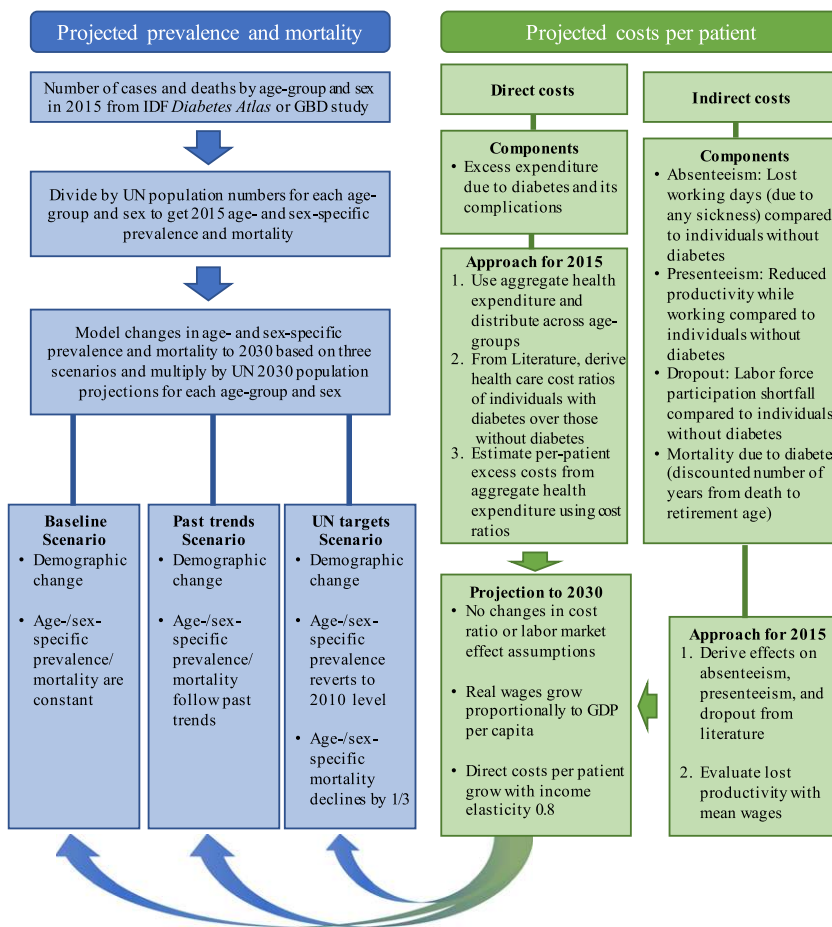 Projected prevalence and mortality
Number of cases and deaths by age-group and sex
in 2015 from IDF Diabetes Atlas or GBD study
Divide by UN population numbers for each age-
group and sex to get 2015 age- and sex-specific
prevalence and mortality
Model changes in age- and sex-specific
prevalence and mortality to 2030 based on three
scenarios and multiply by UN 2030 population
projections for each age-group and sex
Baseline
Scenario
• Demographic
change
• Age-/sex-
specific
prevalence/
mortality are
constant
Past trends
Scenario
• Demographic
change
• Age-/sex-
specific
prevalence/
mortality
follow past
trends
UN targets
Scenario
• Demographic
change
• Age-/sex-
specific
prevalence
reverts to
2010 level
• Age-/sex-
specific
mortality
declines by 1/3
Projected costs per patient
Direct costs
Components
• Excess expenditure
due to diabetes and its
complications
Approach for 2015
1. Use aggregate health
expenditure and
distribute across age-
groups
2. From Literature, derive
health care cost ratios
of individuals with
diabetes over those
without diabetes
3. Estimate per-patient
excess costs from
aggregate health
expenditure using cost
ratios
Projection to 2030
• No changes in cost
ratio or labor market
effect assumptions
• Real wages grow
proportionally to GDP
per capita
• Direct costs per patient
grow with income
elasticity 0.8
Indirect costs
Components
• Absenteeism: Lost
working days (due to
any sickness) compared
to individuals without
diabetes
• Presenteeism: Reduced
productivity while
working compared to
individuals without
diabetes
• Dropout: Labor force
participation shortfall
compared to individuals
without diabetes
• Mortality due to diabete
(discounted number of
years from death to
retirement age)
Approach for 2015
1. Derive effects on
absenteeism,
presenteeism, and
dropout from
literature
2. Evaluate lost
productivity with
mean wages